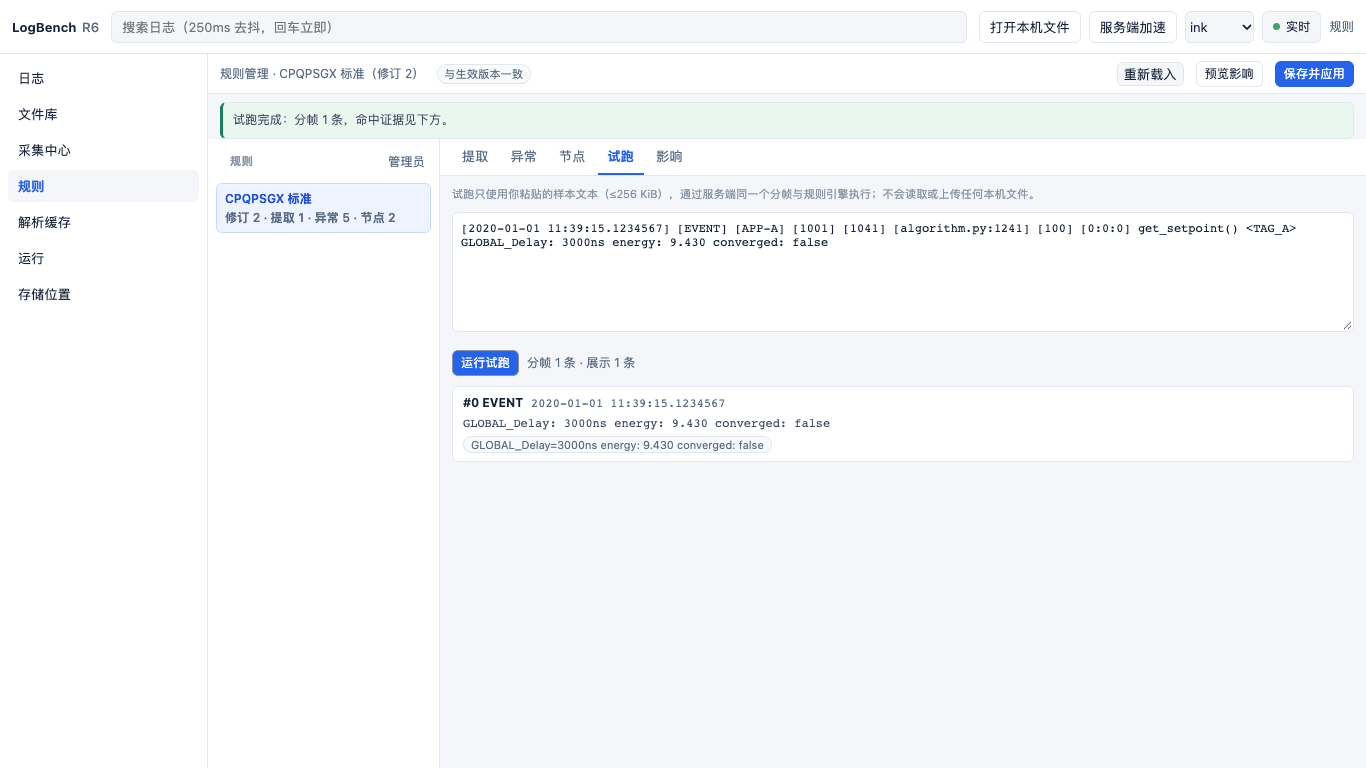 LogBench R6
搜索日志（250ms 去抖，回车立即）
打开本机文件
服务端加速
ink
实时
规则
日志
文件库
采集中心
规则
解析缓存
运行
存储位置
规则管理 · CPQPSGX 标准（修订 2）
与生效版本一致
重新载入
预览影响
保存并应用
试跑完成：分帧 1 条，命中证据见下方。
规则
管理员
CPQPSGX 标准
修订 2 · 提取 1 · 异常 5 · 节点 2
提取
异常
节点
试跑
影响
试跑只使用你粘贴的样本文本（≤256 KiB），通过服务端同一个分帧与规则引擎执行；不会读取或上传任何本机文件。
[2020-01-01 11:39:15.1234567] [EVENT] [APP-A] [1001] [1041] [algorithm.py:1241] [100] [0:0:0] get_setpoint() <TAG_A>
GLOBAL_Delay: 3000ns energy: 9.430 converged: false
运行试跑
分帧 1 条 · 展示 1 条
#0 EVENT 2020-01-01 11:39:15.1234567
GLOBAL_Delay: 3000ns energy: 9.430 converged: false
GLOBAL_Delay=3000ns energy: 9.430 converged: false